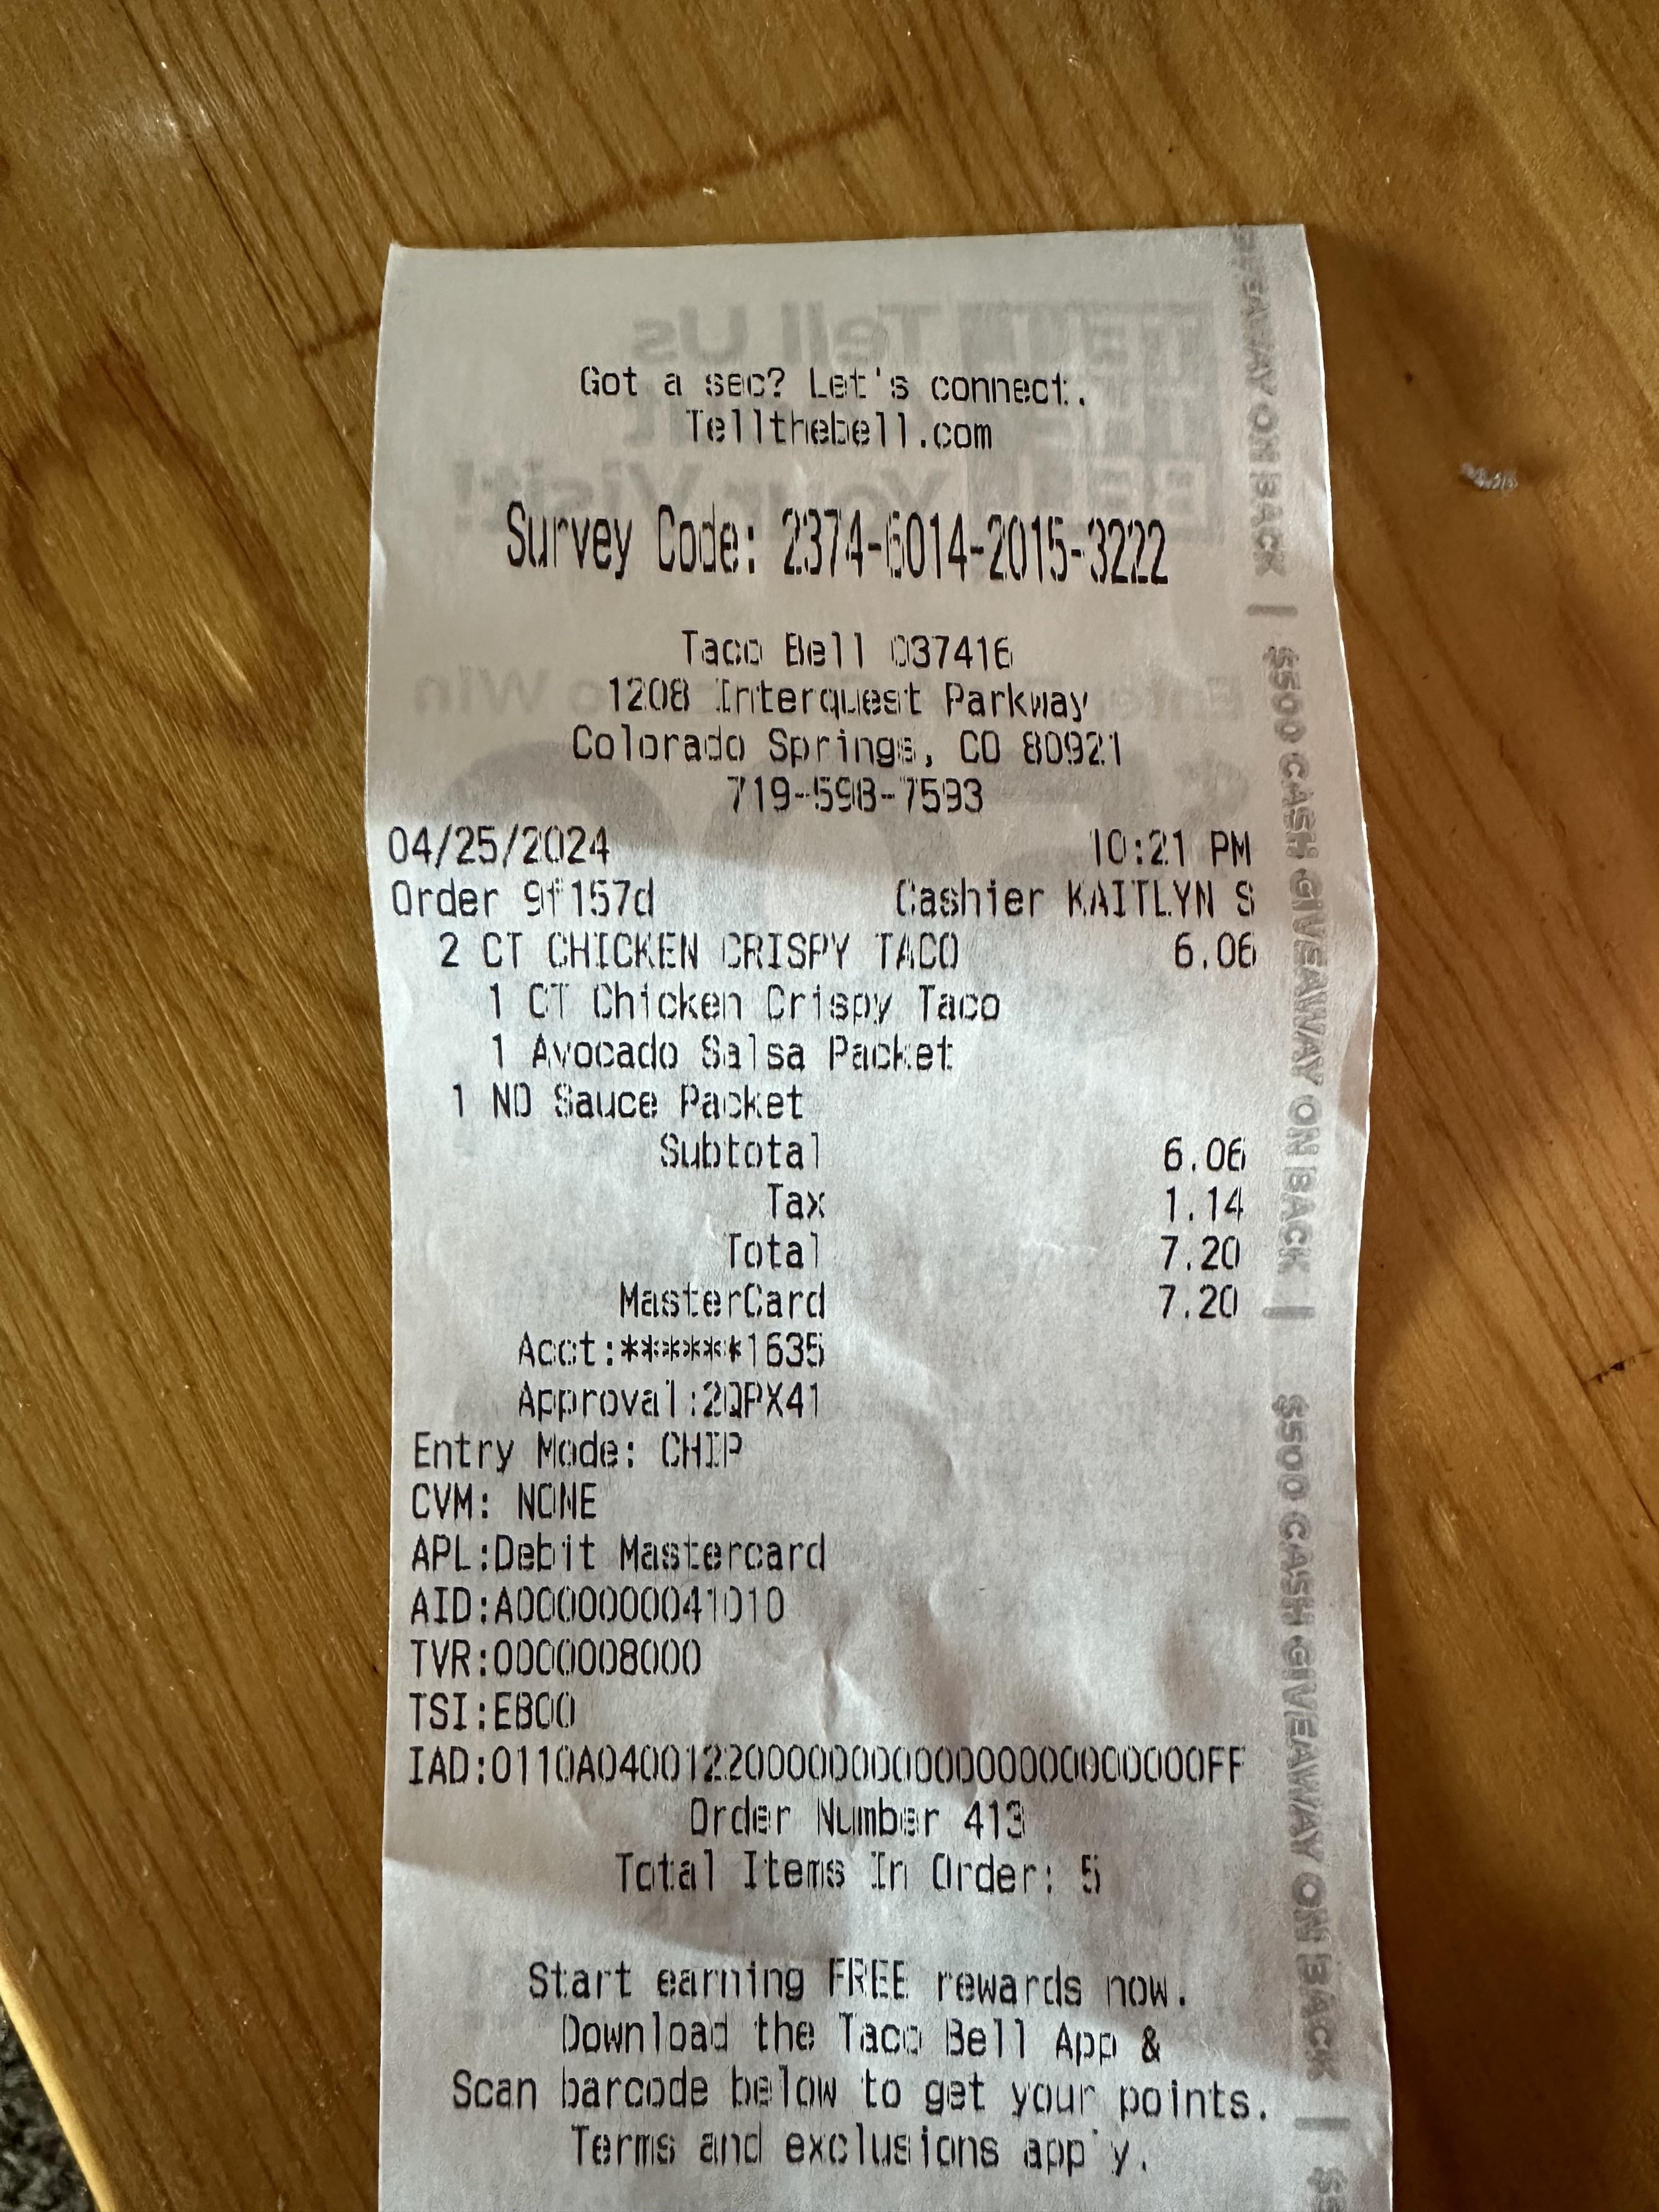 Got a sec? Let's connect.
Tellthebell.com
Survey Code: 2374-6014-2015-3222
Taco Bell 037416
1208 Interquest Parkway
Colorado Springs, CO 80921
719-598-7593
04/25/2024 10:21 PM
Order 9f157d Cashier KAITLYN S
2 CT CHICKEN CRISPY TACO 6.06
1 CT Chicken Crispy Taco
1 Avocado Salsa Packet
1 NO Sauce Packet
Subtotal 6.06
Tax 1.14
Total 7.20
MasterCard 7.20
Acct:*******1635
Approval:2QPX41
Entry Mode: CHIP
CVM: NONE
APL:Debit Mastercard
AID:A0000000041010
TVR:0000008000
TSI:E800
Order Number 413
Total Items In Order: 5
Start earning FREE rewards now.
Download the Taco Bell App &
Scan barcode below to get your points.
Terms and exclusions apply.
GIVEAWAY ON BACK | $500 CASH GIVEAWAY ON BACK | $500 CASH GIVEAWAY ON BACK |
Tell Us
Your Visit!